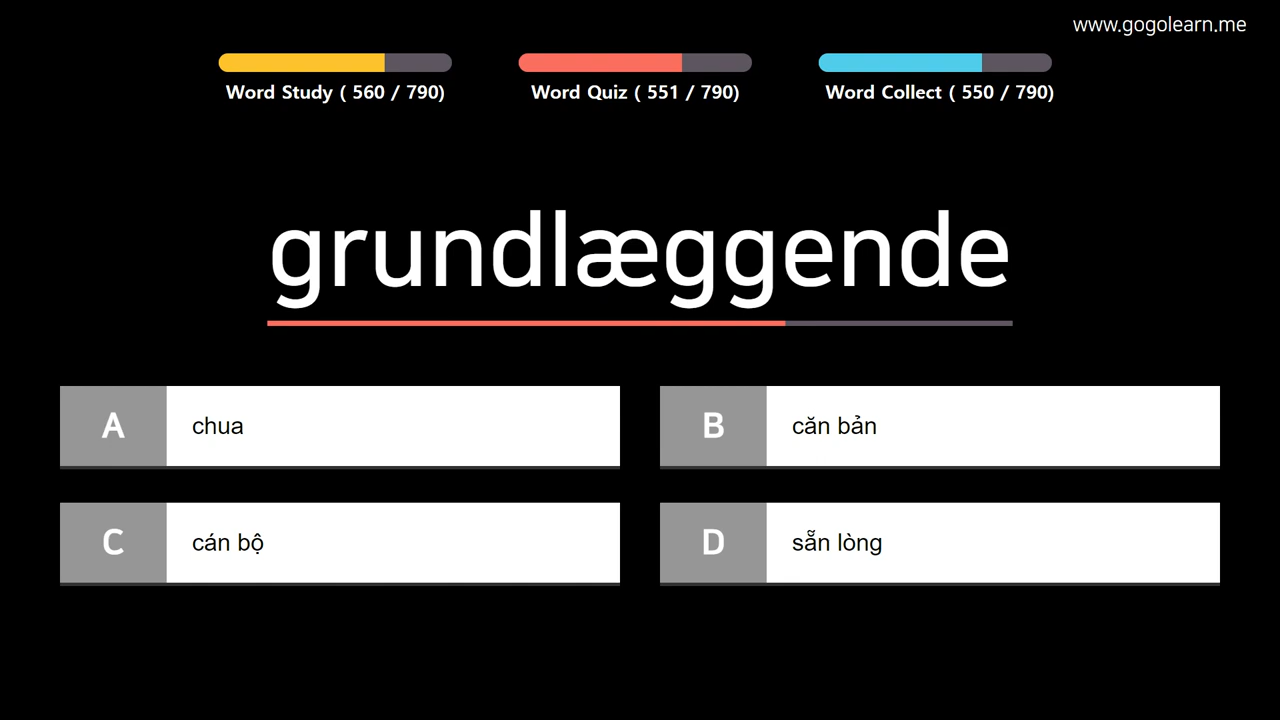 www.gogolearn.me
Word Study ( 560 / 790)
Word Quiz ( 551 / 790)
Word Collect ( 550 / 790)
grundlæggende
A
chua
B
căn bản
C
cán bộ
D
sẵn lòng